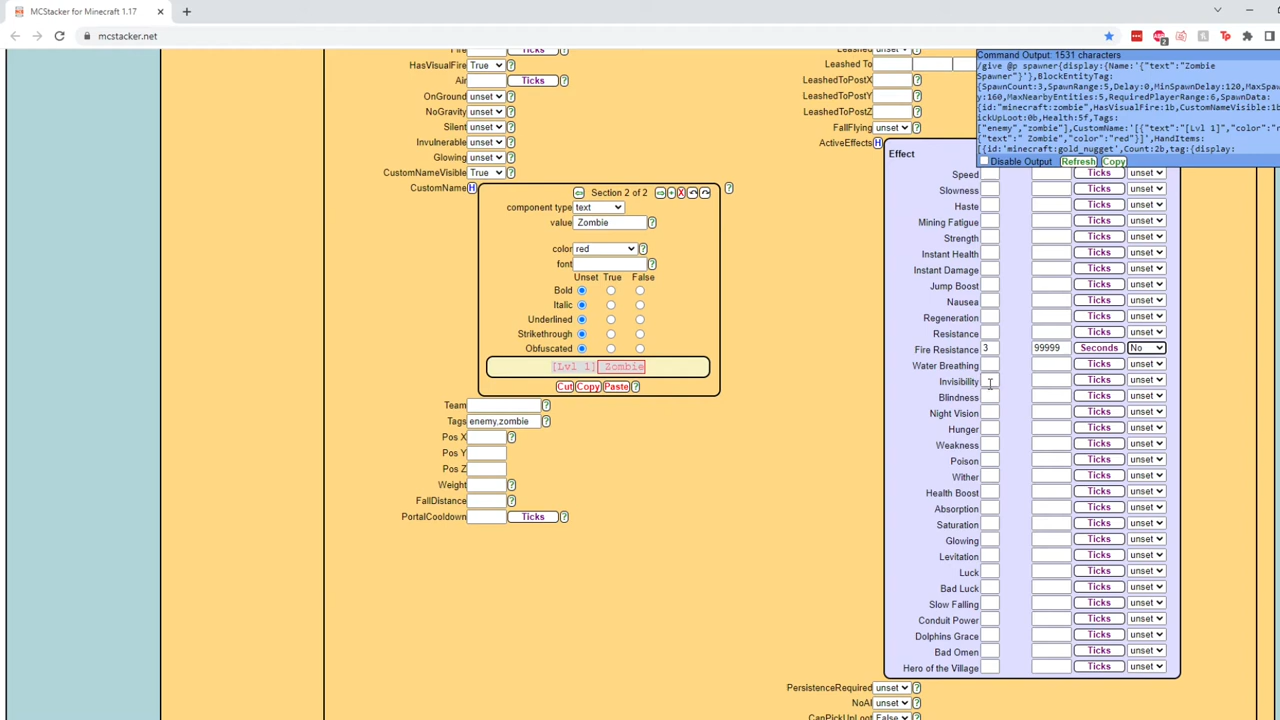 MCStacker for Minecraft 1.17
mcstacker.net
Fire Ticks
HasVisualFire True ?
Air Ticks ?
OnGround unset ?
NoGravity unset ?
Silent unset ?
Invulnerable unset ?
Glowing unset ?
CustomNameVisible True ?
CustomName H
Section 2 of 2 X ?
component type text
value Zombie ?
color red ?
font ?
Unset True False
Bold
Italic
Underlined
Strikethrough
Obfuscated
[Lvl 1] Zombie
Cut Copy Paste ?
Team ?
Tags enemy,zombie ?
Pos X ?
Pos Y
Pos Z
Weight ?
FallDistance ?
PortalCooldown Ticks ?
Leashed unset ?
Leashed To
LeashedToPostX ?
LeashedToPostY ?
LeashedToPostZ ?
FallFlying unset ?
ActiveEffects H
Command Output: 1531 characters
/give @p spawner{display:{Name:'{"text":"Zombie
Spawner"}'},BlockEntityTag:
{SpawnCount:3,SpawnRange:5,Delay:0,MinSpawnDelay:120,MaxSp
y:160,MaxNearbyEntities:5,RequiredPlayerRange:6,SpawnData:
{id:"minecraft:zombie",HasVisualFire:1b,CustomNameVisible:1b
ickUpLoot:0b,Health:5f,Tags:
["enemy","zombie"],CustomName:'[{"text":"[Lvl 1]","color":"r
{"text":" Zombie","color":"red"}]',HandItems:
[{id:'minecraft:gold_nugget',Count:2b,tag:{display:
Disable Output Refresh Copy
Effect
Speed Ticks unset
Slowness Ticks unset
Haste Ticks unset
Mining Fatigue Ticks unset
Strength Ticks unset
Instant Health Ticks unset
Instant Damage Ticks unset
Jump Boost Ticks unset
Nausea Ticks unset
Regeneration Ticks unset
Resistance Ticks unset
Fire Resistance 3 99999 Seconds No
Water Breathing Ticks unset
Invisibility Ticks unset
Blindness Ticks unset
Night Vision Ticks unset
Hunger Ticks unset
Weakness Ticks unset
Poison Ticks unset
Wither Ticks unset
Health Boost Ticks unset
Absorption Ticks unset
Saturation Ticks unset
Glowing Ticks unset
Levitation Ticks unset
Luck Ticks unset
Bad Luck Ticks unset
Slow Falling Ticks unset
Conduit Power Ticks unset
Dolphins Grace Ticks unset
Bad Omen Ticks unset
Hero of the Village Ticks unset
PersistenceRequired unset ?
NoAI unset ?
CanPickUpLoot False ?